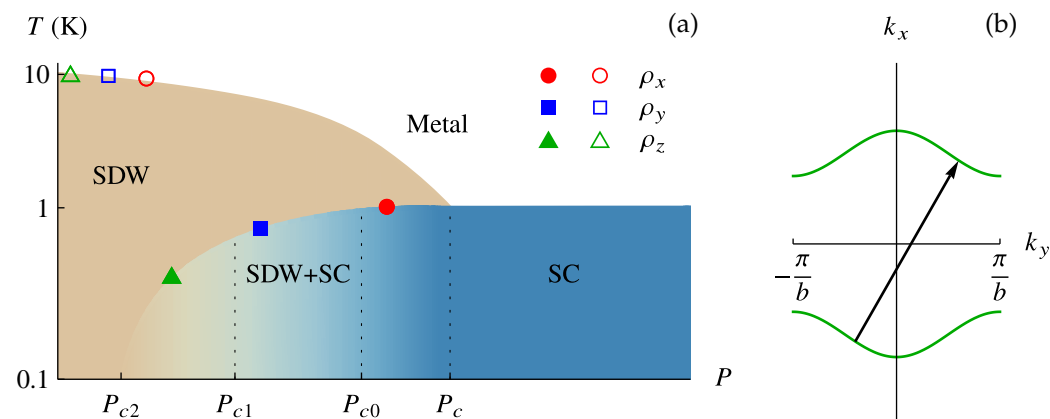 T (K)
(a)
10
1
0.1
ρx
ρy
ρz
Metal
SDW
SDW+SC
SC
Pc2
Pc1
Pc0
Pc
P
(b)
kx
ky
−π/b
π/b